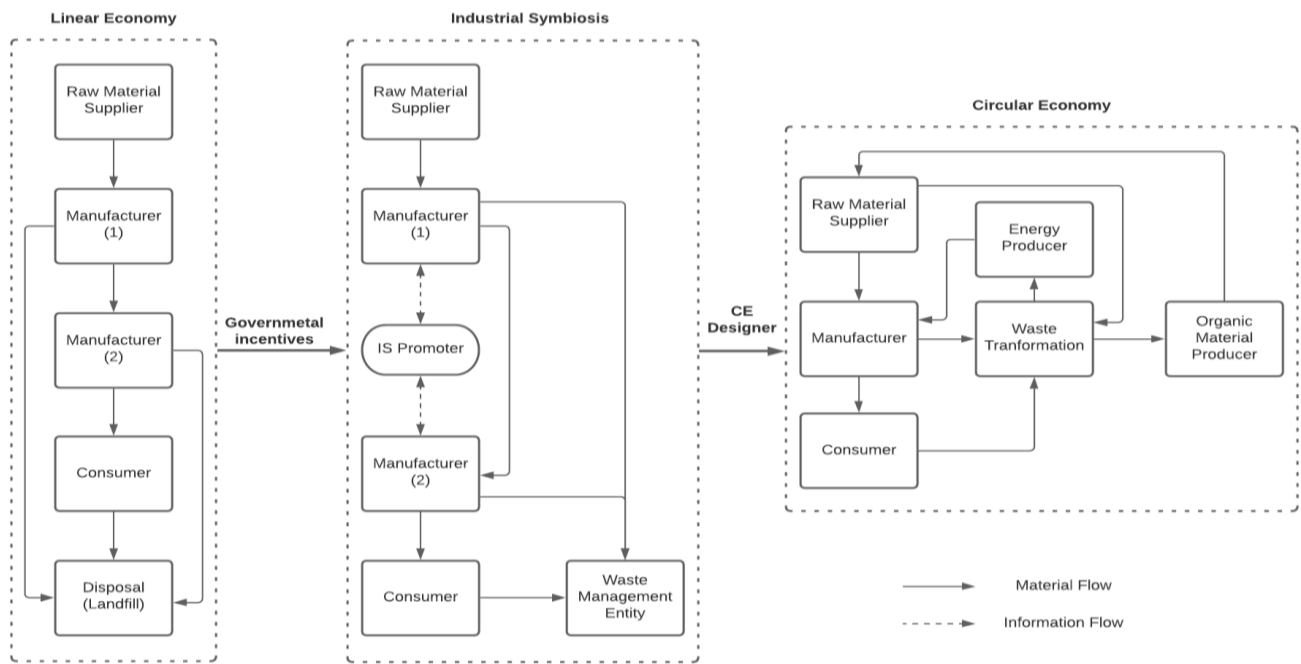 Linear Economy
Raw Material
Supplier
Manufacturer
(1)
Manufacturer
(2)
Consumer
Disposal
(Landfill)
Governmetal
incentives
Industrial Symbiosis
Raw Material
Supplier
Manufacturer
(1)
IS Promoter
Manufacturer
(2)
Consumer
Waste
Management
Entity
CE
Designer
Circular Economy
Raw Material
Supplier
Energy
Producer
Manufacturer
Waste
Tranformation
Organic
Material
Producer
Consumer
Material Flow
Information Flow